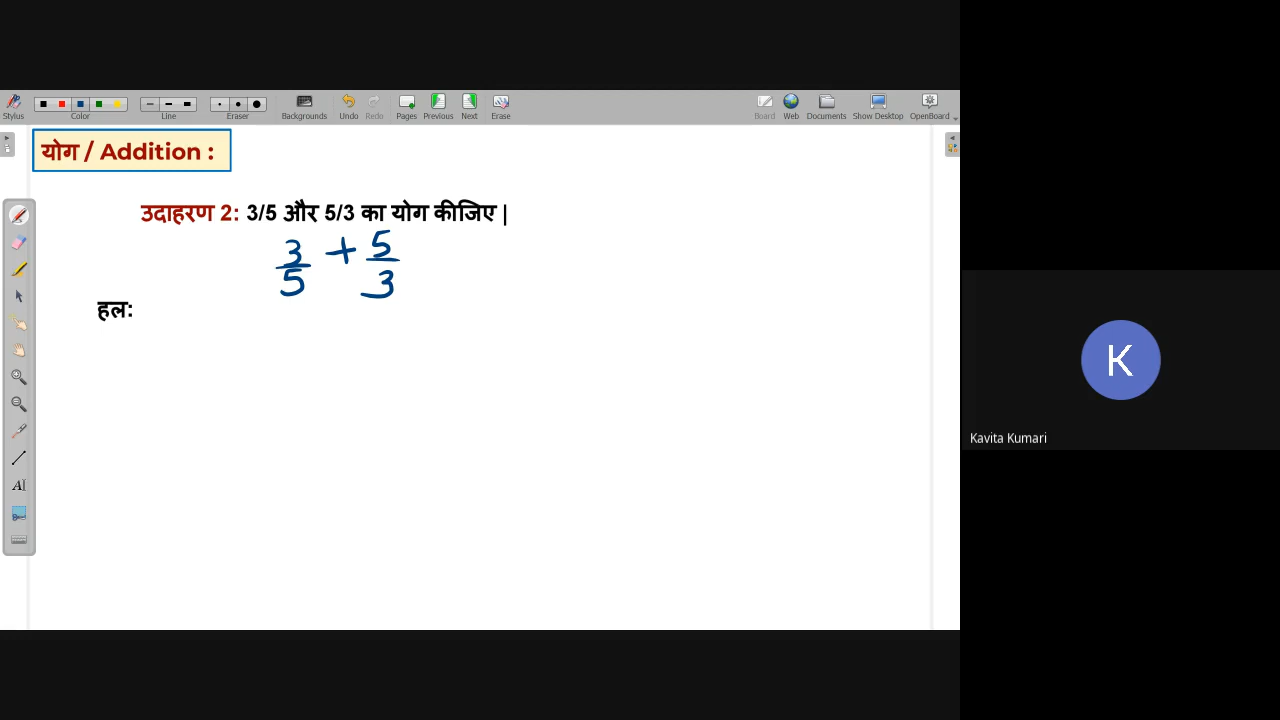 Stylus Color Line Eraser Backgrounds Undo Redo Pages Previous Next Erase Board Web Documents Show Desktop OpenBoard
योग / Addition :
उदाहरण 2: 3/5 और 5/3 का योग कीजिए |
3/5 + 5/3
हल:
K
Kavita Kumari